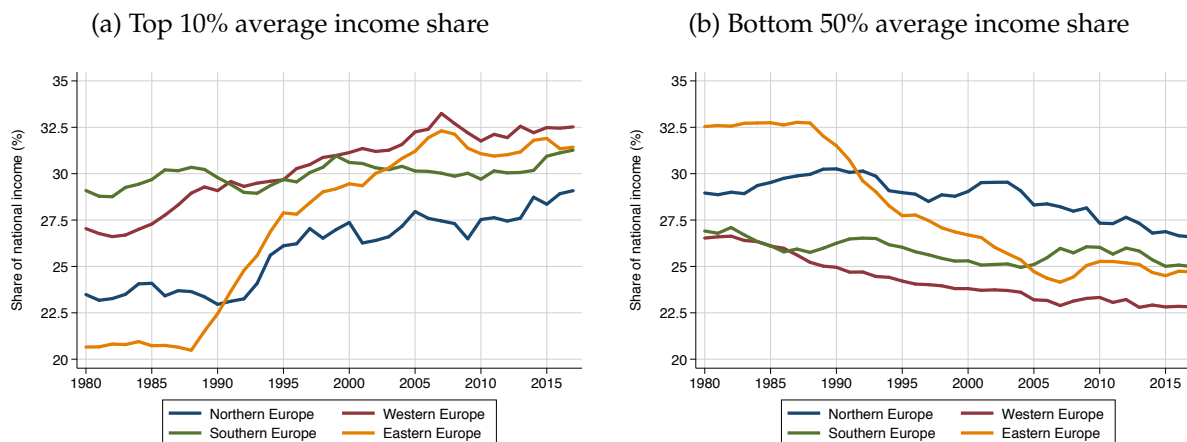 (a) Top 10% average income share
Share of national income (%)
35
32.5
30
27.5
25
22.5
20
1980 1985 1990 1995 2000 2005 2010 2015
Northern Europe Western Europe
Southern Europe Eastern Europe
(b) Bottom 50% average income share
Share of national income (%)
35
32.5
30
27.5
25
22.5
20
1980 1985 1990 1995 2000 2005 2010 2015
Northern Europe Western Europe
Southern Europe Eastern Europe